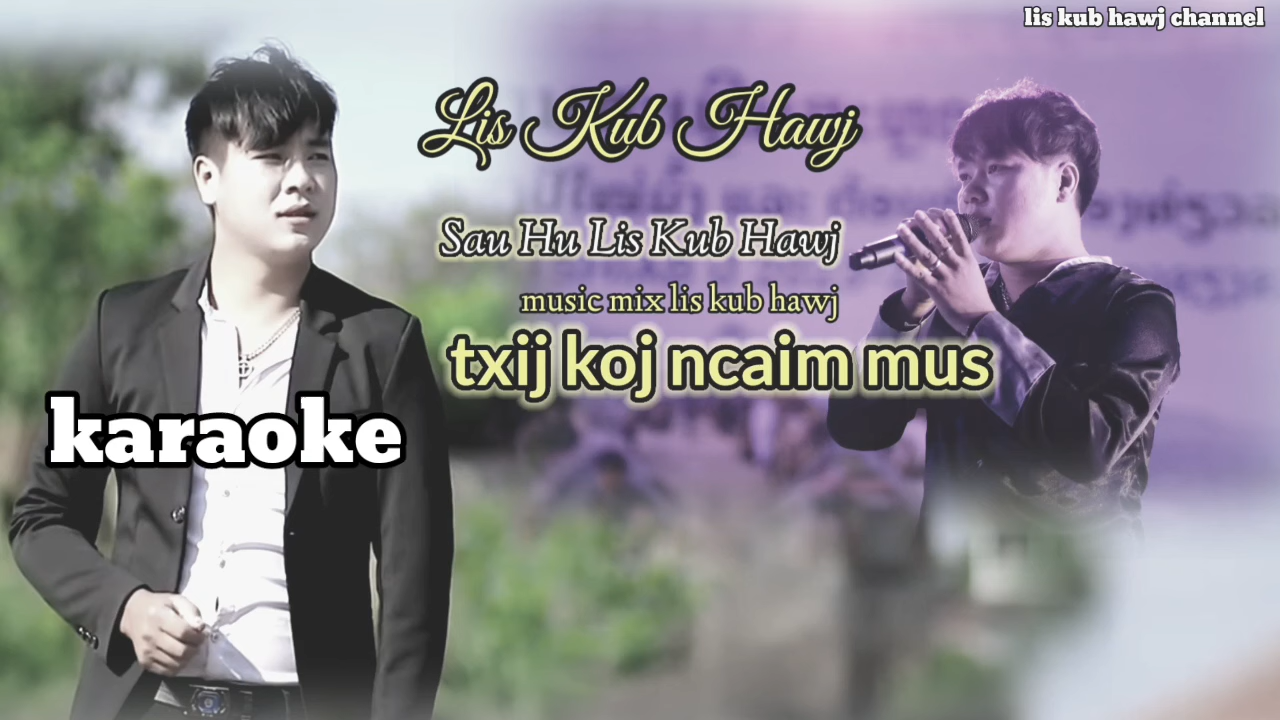 lis kub hawj channel
Lis Kub Hawj
Sau Hu Lis Kub Hawj
music mix lis kub hawj
txij koj ncaim mus
karaoke